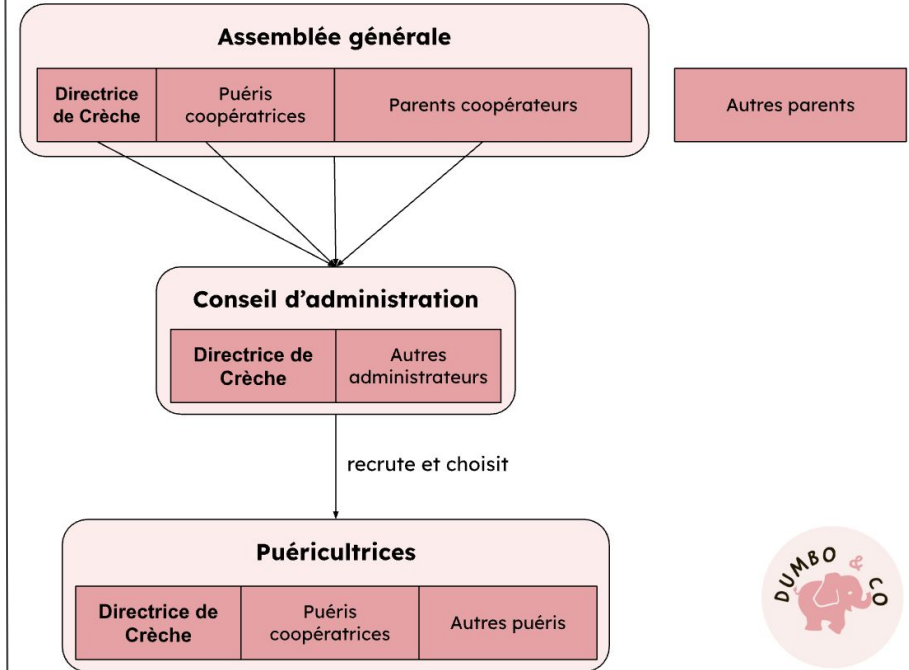 Assemblée générale
Directrice
de Crèche
Puéris
coopératrices
Parents coopérateurs
Autres parents
Conseil d'administration
Directrice de
Crèche
Autres
administrateurs
recrute et choisit
Puéricultrices
Directrice de
Crèche
Puéris
coopératrices
Autres puéris
DUMBO & CO